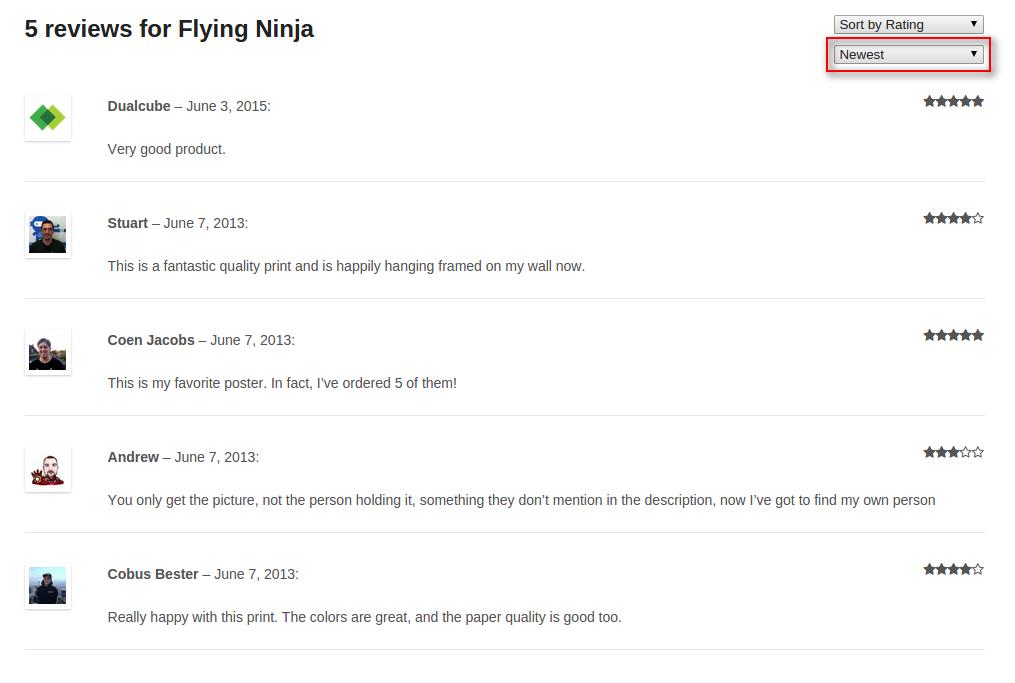 5 reviews for Flying Ninja
Sort by Rating
Newest
Dualcube – June 3, 2015:
Very good product.
Stuart – June 7, 2013:
This is a fantastic quality print and is happily hanging framed on my wall now.
Coen Jacobs – June 7, 2013:
This is my favorite poster. In fact, I’ve ordered 5 of them!
Andrew – June 7, 2013:
You only get the picture, not the person holding it, something they don’t mention in the description, now I’ve got to find my own person
Cobus Bester – June 7, 2013:
Really happy with this print. The colors are great, and the paper quality is good too.